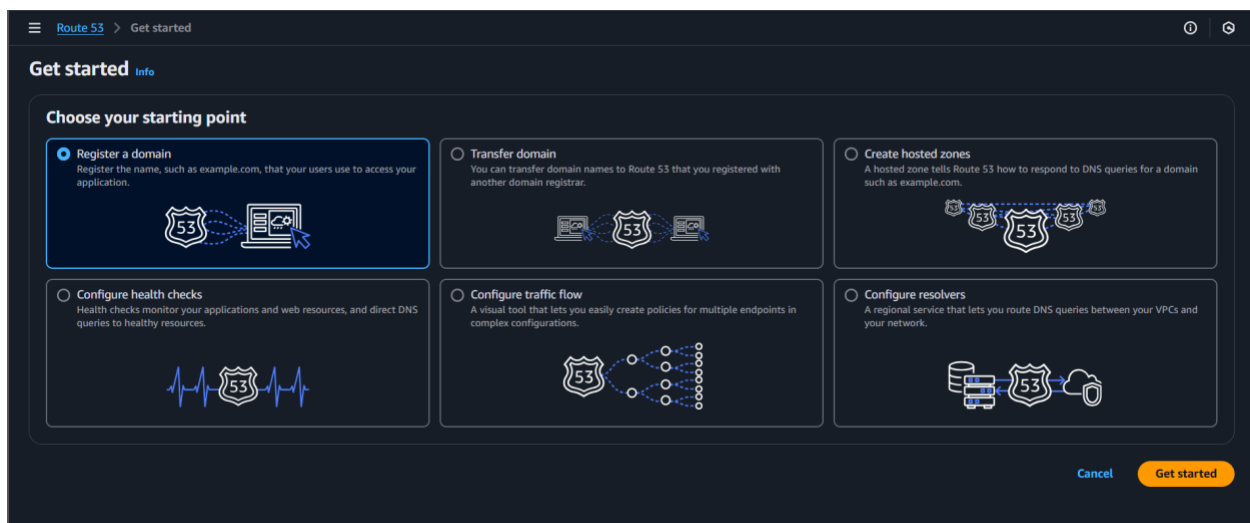 Route 53 > Get started
Get started Info
Choose your starting point
Register a domain
Register the name, such as example.com, that your users use to access your
application.
53
Transfer domain
You can transfer domain names to Route 53 that you registered with
another domain registrar.
53
Create hosted zones
A hosted zone tells Route 53 how to respond to DNS queries for a domain
such as example.com.
53 53 53 53 53
Configure health checks
Health checks monitor your applications and web resources, and direct DNS
queries to healthy resources.
53
Configure traffic flow
A visual tool that lets you easily create policies for multiple endpoints in
complex configurations.
53
Configure resolvers
A regional service that lets you route DNS queries between your VPCs and
your network.
53
Cancel Get started